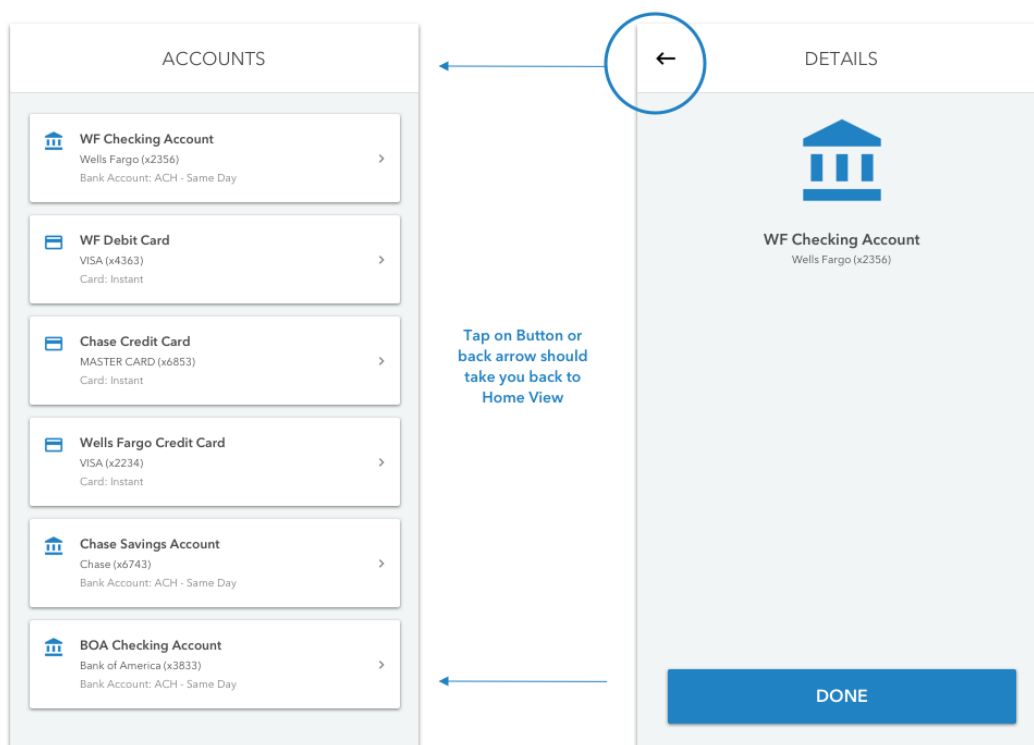 ACCOUNTS
WF Checking Account
Wells Fargo (x2356)
Bank Account: ACH - Same Day
WF Debit Card
VISA (x4363)
Card: Instant
Chase Credit Card
MASTER CARD (x6853)
Card: Instant
Wells Fargo Credit Card
VISA (x2234)
Card: Instant
Chase Savings Account
Chase (x6743)
Bank Account: ACH - Same Day
BOA Checking Account
Bank of America (x3833)
Bank Account: ACH - Same Day
Tap on Button or
back arrow should
take you back to
Home View
DETAILS
WF Checking Account
Wells Fargo (x2356)
DONE